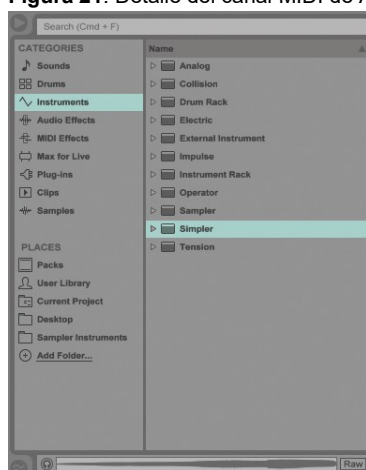 Figura 21. Detalle del canal MIDI de A
Search (Cmd + F)
CATEGORIES
Sounds
Drums
Instruments
Audio Effects
MIDI Effects
Max for Live
Plug-ins
Clips
Samples
PLACES
Packs
User Library
Current Project
Desktop
Sampler Instruments
Add Folder...
Name
Analog
Collision
Drum Rack
Electric
External Instrument
Impulse
Instrument Rack
Operator
Sampler
Simpler
Tension
Raw